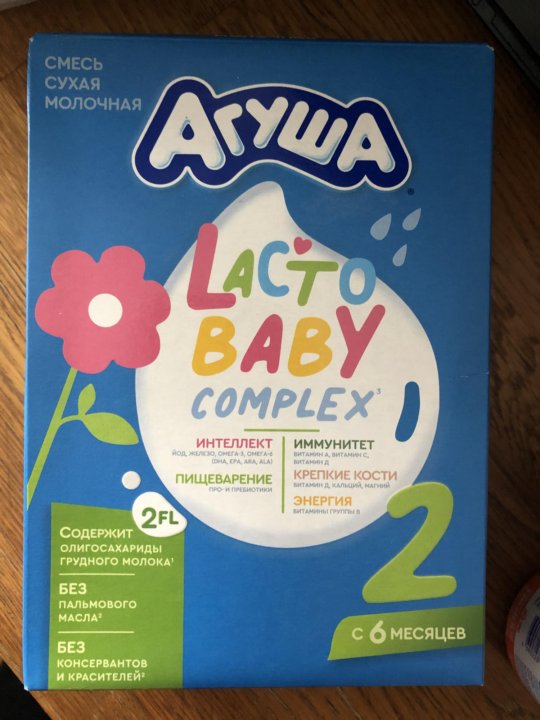 СМЕСЬ
СУХАЯ
МОЛОЧНАЯ
АГУША
®
LACTO
BABY
COMPLEX³
ИНТЕЛЛЕКТ
ЙОД, ЖЕЛЕЗО, ОМЕГА-3, ОМЕГА-6
(DHA, EPA, ARA, ALA)
ПИЩЕВАРЕНИЕ
ПРО- И ПРЕБИОТИКИ
ИММУНИТЕТ
ВИТАМИН А, ВИТАМИН С,
ВИТАМИН Д
КРЕПКИЕ КОСТИ
ВИТАМИН Д, КАЛЬЦИЙ, МАГНИЙ
ЭНЕРГИЯ
ВИТАМИНЫ ГРУППЫ В
2FL
СОДЕРЖИТ
ОЛИГОСАХАРИДЫ
ГРУДНОГО МОЛОКА¹
БЕЗ
ПАЛЬМОВОГО
МАСЛА²
БЕЗ
КОНСЕРВАНТОВ
И КРАСИТЕЛЕЙ²
2
С 6 МЕСЯЦЕВ